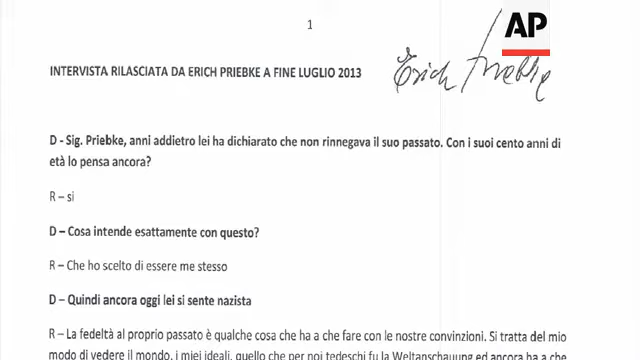 1
AP
INTERVISTA RILASCIATA DA ERICH PRIEBKE A FINE LUGLIO 2013
Erich Priebke
D - Sig. Priebke, anni addietro lei ha dichiarato che non rinnegava il suo passato. Con i suoi cento anni di
età lo pensa ancora?
R – si
D – Cosa intende esattamente con questo?
R – Che ho scelto di essere me stesso
D – Quindi ancora oggi lei si sente nazista
R – La fedeltà al proprio passato è qualche cosa che ha a che fare con le nostre convinzioni. Si tratta del mio
modo di vedere il mondo, i miei ideali, quello che per noi tedeschi fu la Weltanschauung ed ancora ha a che